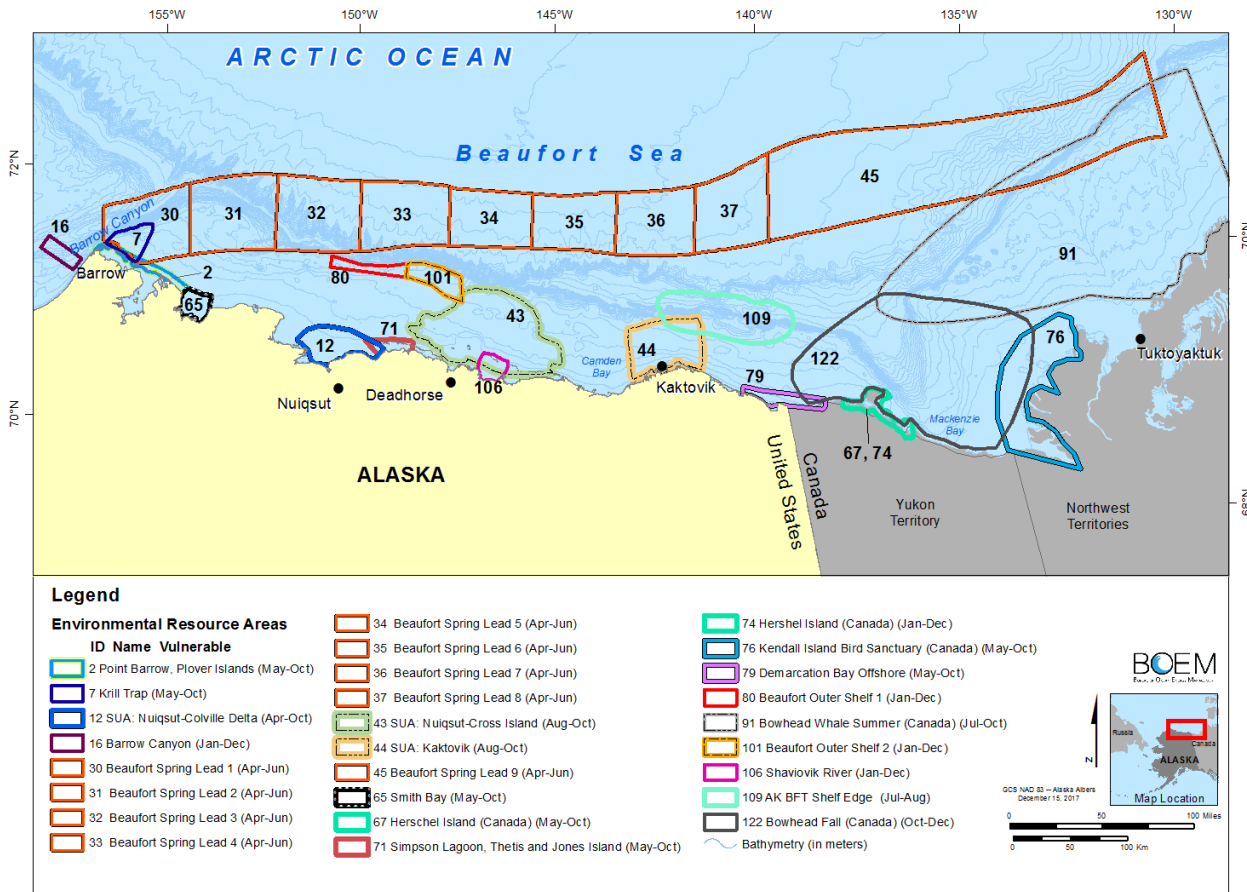 155°W 150°W 145°W 140°W 135°W 130°W
ARCTIC OCEAN
Beaufort Sea
72°N
70°N
70°N
68°N
16
Barrow Canyon
30
31
32
33
34
35
36
37
45
7
Barrow
2
65
80
101
91
43
109
12
71
44
122
76
Tuktoyaktuk
Camden
Bay
Kaktovik
79
106
Nuiqsut
Deadhorse
Mackenzie
Bay
67, 74
ALASKA
United States
Canada
Yukon
Territory
Northwest
Territories
Legend
Environmental Resource Areas
ID Name Vulnerable
2 Point Barrow, Plover Islands (May-Oct)
7 Krill Trap (May-Oct)
12 SUA: Nuiqsut-Colville Delta (Apr-Oct)
16 Barrow Canyon (Jan-Dec)
30 Beaufort Spring Lead 1 (Apr-Jun)
31 Beaufort Spring Lead 2 (Apr-Jun)
32 Beaufort Spring Lead 3 (Apr-Jun)
33 Beaufort Spring Lead 4 (Apr-Jun)
34 Beaufort Spring Lead 5 (Apr-Jun)
35 Beaufort Spring Lead 6 (Apr-Jun)
36 Beaufort Spring Lead 7 (Apr-Jun)
37 Beaufort Spring Lead 8 (Apr-Jun)
43 SUA: Nuiqsut-Cross Island (Aug-Oct)
44 SUA: Kaktovik (Aug-Oct)
45 Beaufort Spring Lead 9 (Apr-Jun)
65 Smith Bay (May-Oct)
67 Herschel Island (Canada) (May-Oct)
71 Simpson Lagoon, Thetis and Jones Island (May-Oct)
74 Hershel Island (Canada) (Jan-Dec)
76 Kendall Island Bird Sanctuary (Canada) (May-Oct)
79 Demarcation Bay Offshore (May-Oct)
80 Beaufort Outer Shelf 1 (Jan-Dec)
91 Bowhead Whale Summer (Canada) (Jul-Oct)
101 Beaufort Outer Shelf 2 (Jan-Dec)
106 Shaviovik River (Jan-Dec)
109 AK BFT Shelf Edge (Jul-Aug)
122 Bowhead Fall (Canada) (Oct-Dec)
Bathymetry (in meters)
BOEM
Bureau of Ocean Energy Management
Russia
Canada
ALASKA
Map Location
N
GCS NAD 83 -- Alaska Albers
December 15, 2017
0 50 100 Miles
0 50 100 Km